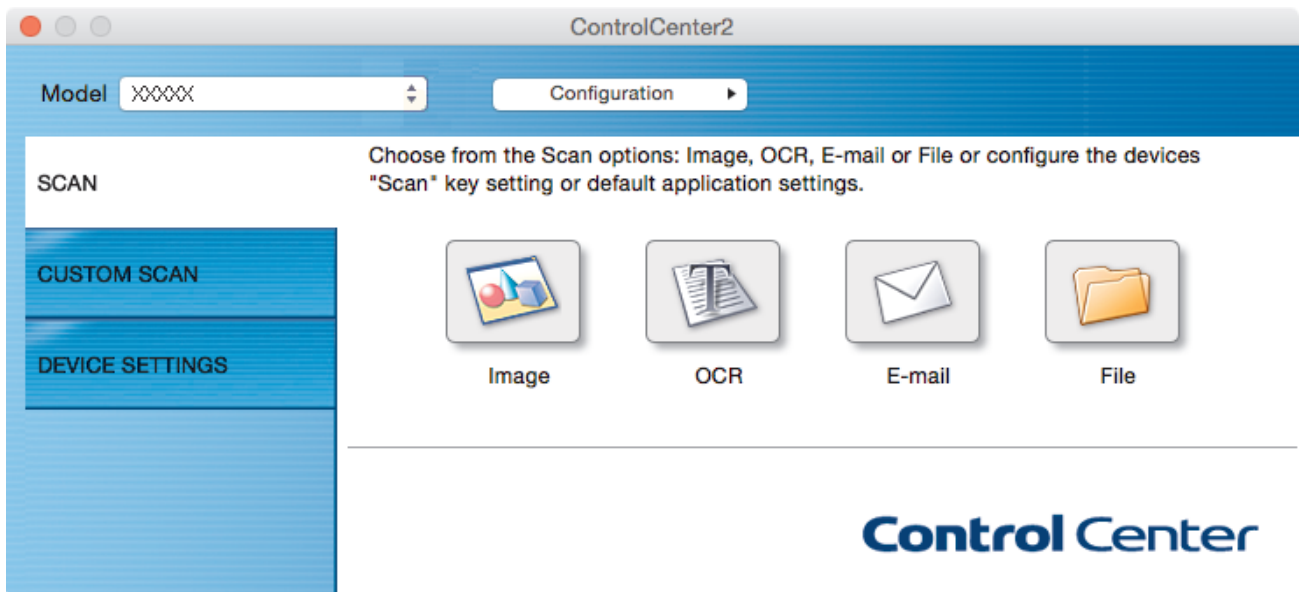 ControlCenter2
Model XXXXX Configuration
SCAN
Choose from the Scan options: Image, OCR, E-mail or File or configure the devices
"Scan" key setting or default application settings.
CUSTOM SCAN
DEVICE SETTINGS
Image OCR E-mail File
Control Center